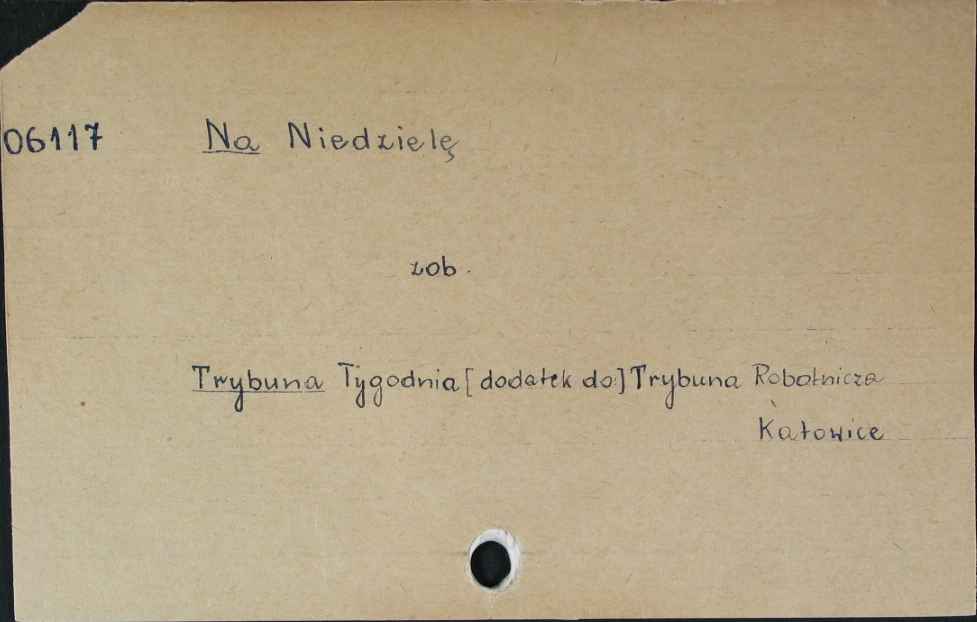 06117 Na Niedzielę
zob.
Trybuna Tygodnia [dodatek do] Trybuna Robotnicza
Katowice